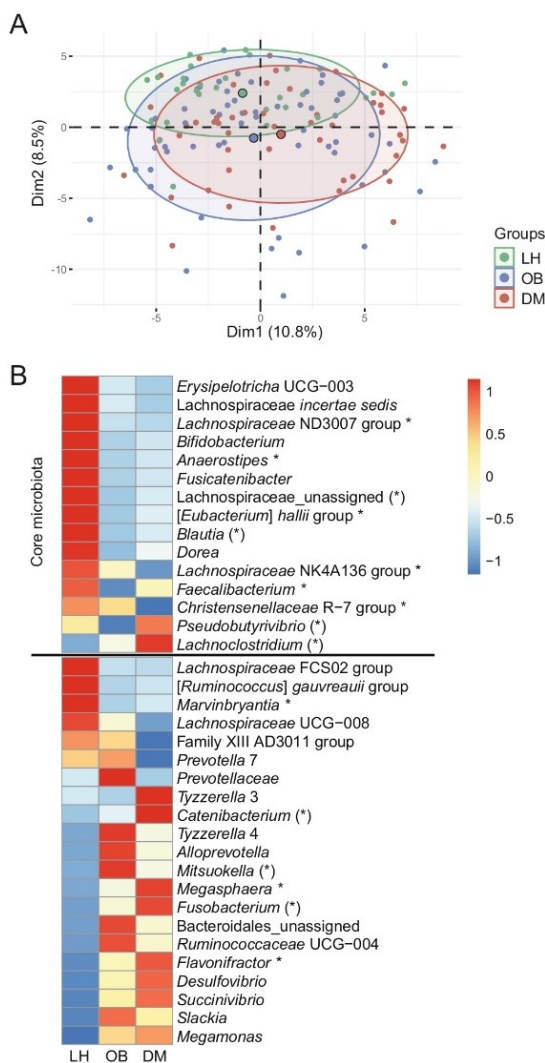 A
5
0
-5
-10
Dim2 (8.5%)
-5
0
5
Dim1 (10.8%)
Groups
LH
OB
DM
B
Core microbiota
Erysipelotricha UCG-003
Lachnospiraceae incertae sedis
Lachnospiraceae ND3007 group *
Bifidobacterium
Anaerostipes *
Fusicatenibacter
Lachnospiraceae_unassigned (*)
[Eubacterium] hallii group *
Blautia (*)
Dorea
Lachnospiraceae NK4A136 group *
Faecalibacterium *
Christensenellaceae R-7 group *
Pseudobutyrivibrio (*)
Lachnoclostridium (*)
Lachnospiraceae FCS02 group
[Ruminococcus] gauvreauii group
Marvinbryantia *
Lachnospiraceae UCG-008
Family XIII AD3011 group
Prevotella 7
Prevotellaceae
Tyzzerella 3
Catenibacterium (*)
Tyzzerella 4
Alloprevotella
Mitsuokella (*)
Megasphaera *
Fusobacterium (*)
Bacteroidales_unassigned
Ruminococcaceae UCG-004
Flavonifractor *
Desulfovibrio
Succinivibrio
Slackia
Megamonas
LH OB DM
1
0.5
0
-0.5
-1